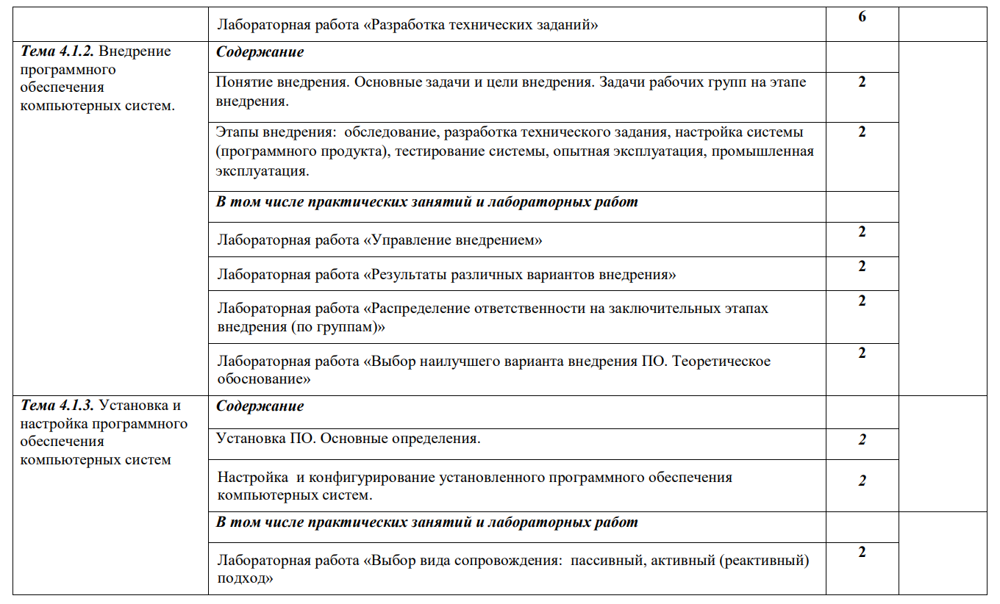 Лабораторная работа «Разработка технических заданий»
6
Тема 4.1.2. Внедрение
программного
обеспечения
компьютерных систем.
Содержание
Понятие внедрения. Основные задачи и цели внедрения. Задачи рабочих групп на этапе
внедрения.
2
Этапы внедрения: обследование, разработка технического задания, настройка системы
(программного продукта), тестирование системы, опытная эксплуатация, промышленная
эксплуатация.
2
В том числе практических занятий и лабораторных работ
Лабораторная работа «Управление внедрением»
2
Лабораторная работа «Результаты различных вариантов внедрения»
2
Лабораторная работа «Распределение ответственности на заключительных этапах
внедрения (по группам)»
2
Лабораторная работа «Выбор наилучшего варианта внедрения ПО. Теоретическое
обоснование»
2
Тема 4.1.3. Установка и
настройка программного
обеспечения
компьютерных систем
Содержание
Установка ПО. Основные определения.
2
Настройка и конфигурирование установленного программного обеспечения
компьютерных систем.
2
В том числе практических занятий и лабораторных работ
Лабораторная работа «Выбор вида сопровождения: пассивный, активный (реактивный)
подход»
2